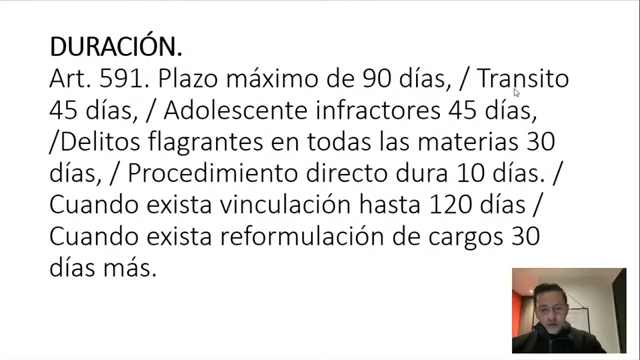 DURACIÓN.
Art. 591. Plazo máximo de 90 días, / Transito
45 días, / Adolescente infractores 45 días,
/Delitos flagrantes en todas las materias 30
días, / Procedimiento directo dura 10 días. /
Cuando exista vinculación hasta 120 días /
Cuando exista reformulación de cargos 30
días más.